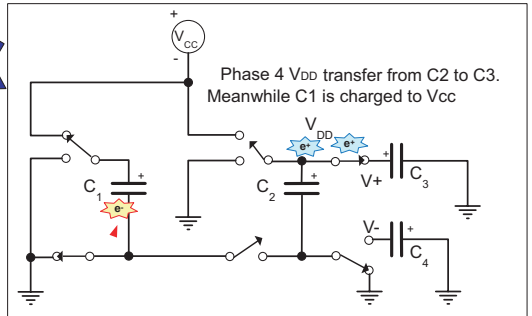 +
VCC
-
Phase 4 VDD transfer from C2 to C3.
Meanwhile C1 is charged to Vcc
VDD
e+ e+
+ + +
C1 C2 V+ C3
e-
V- +
C4